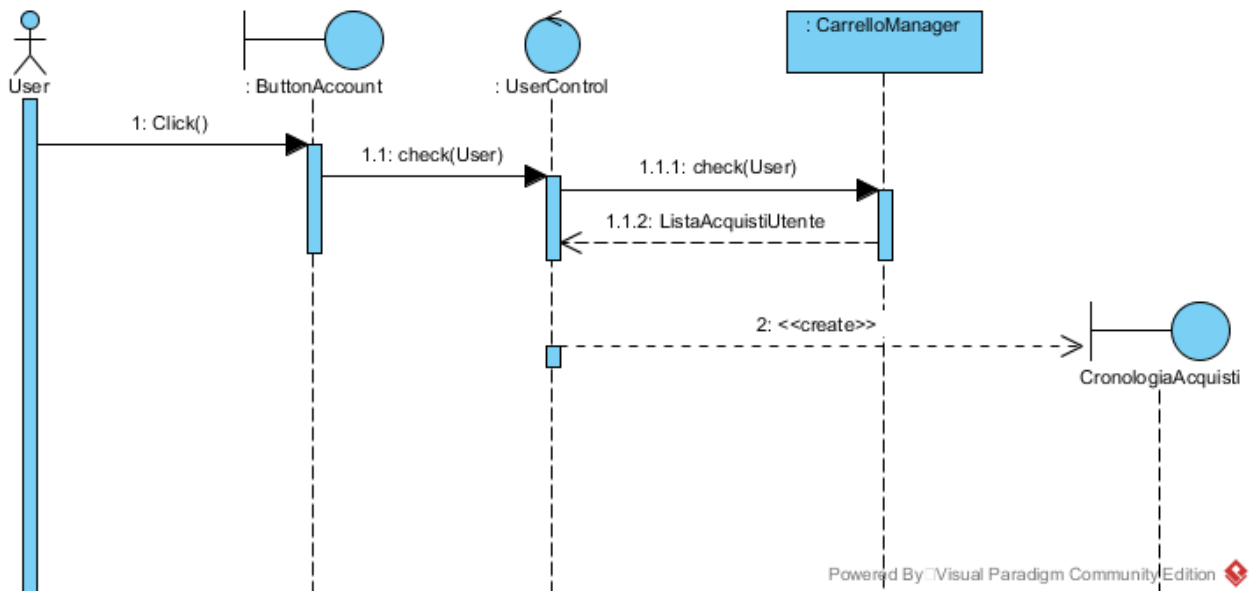 : CarrelloManager
User
: ButtonAccount
: UserControl
1: Click()
1.1: check(User)
1.1.1: check(User)
1.1.2: ListaAcquistiUtente
2: <<create>>
CronologiaAcquisti
Powered By Visual Paradigm Community Edition